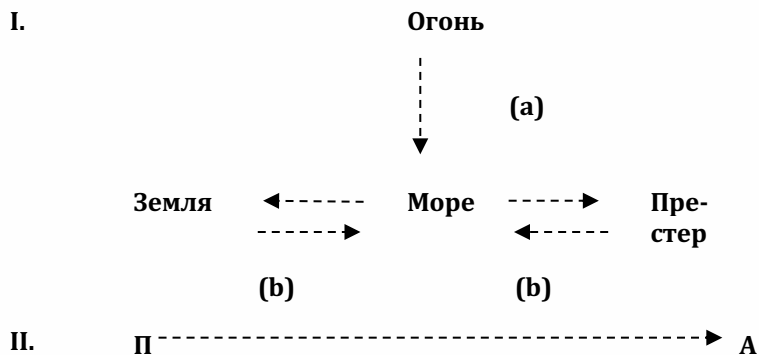 I. Огонь
(a)
Земля Море Пре-
стер
(b) (b)
II. П А